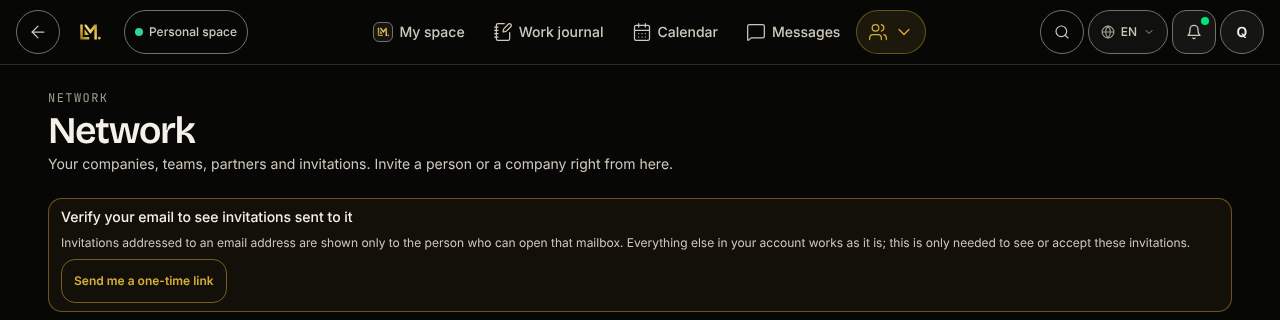 LM.
Personal space
LM.
My space
Work journal
Calendar
Messages
EN
Q
NETWORK
Network
Your companies, teams, partners and invitations. Invite a person or a company right from here.
Verify your email to see invitations sent to it
Invitations addressed to an email address are shown only to the person who can open that mailbox. Everything else in your account works as it is; this is only needed to see or accept these invitations.
Send me a one-time link